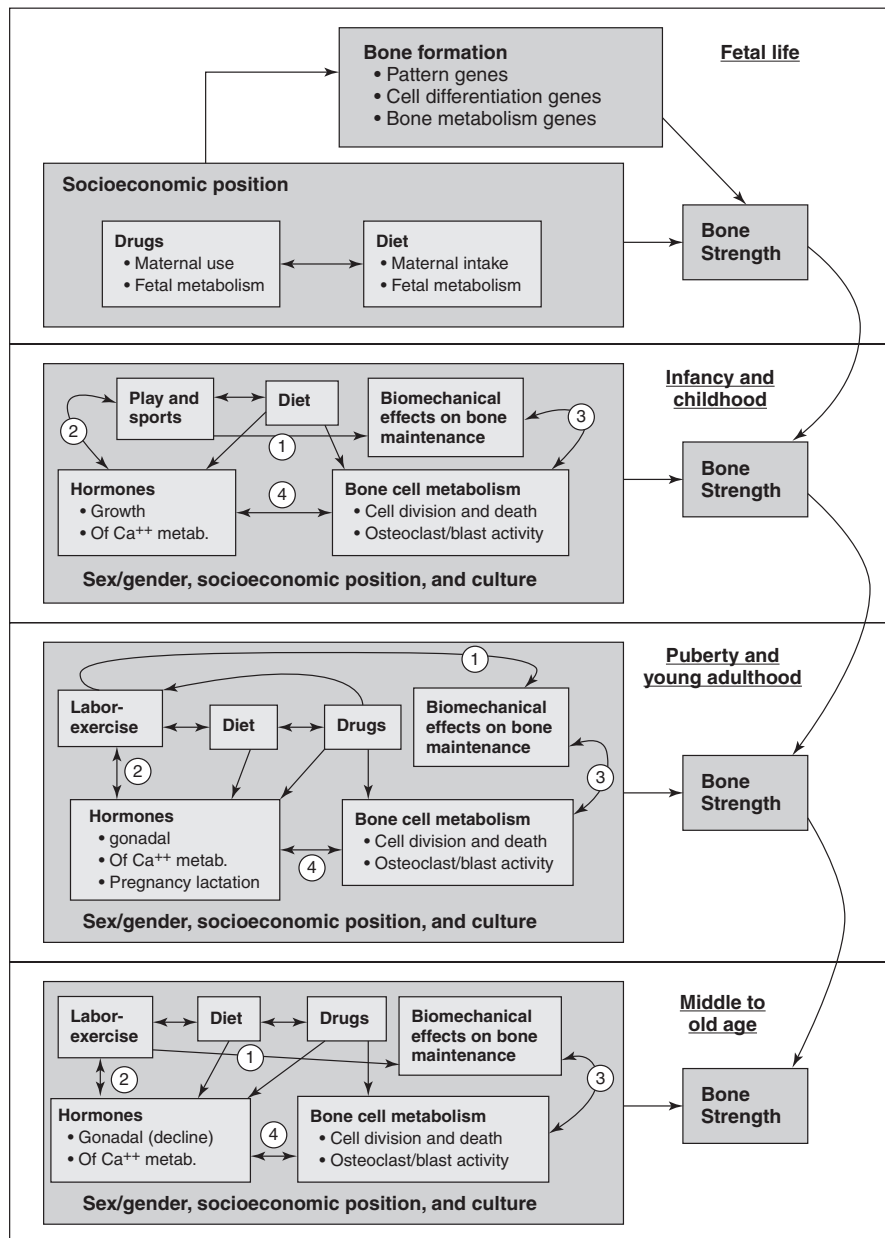 Fetal life
Bone formation
• Pattern genes
• Cell differentiation genes
• Bone metabolism genes
Socioeconomic position
Drugs
• Maternal use
• Fetal metabolism
Diet
• Maternal intake
• Fetal metabolism
Bone
Strength
Infancy and
childhood
Play and
sports
Diet
Biomechanical
effects on bone
maintenance
2
1
3
Hormones
• Growth
• Of Ca++ metab.
4
Bone cell metabolism
• Cell division and death
• Osteoclast/blast activity
Sex/gender, socioeconomic position, and culture
Bone
Strength
Puberty and
young adulthood
1
Labor-
exercise
Diet
Drugs
Biomechanical
effects on bone
maintenance
2
3
Hormones
• gonadal
• Of Ca++ metab.
• Pregnancy lactation
4
Bone cell metabolism
• Cell division and death
• Osteoclast/blast activity
Sex/gender, socioeconomic position, and culture
Bone
Strength
Middle to
old age
Labor-
exercise
Diet
Drugs
Biomechanical
effects on bone
maintenance
1
2
3
Hormones
• Gonadal (decline)
• Of Ca++ metab.
4
Bone cell metabolism
• Cell division and death
• Osteoclast/blast activity
Sex/gender, socioeconomic position, and culture
Bone
Strength